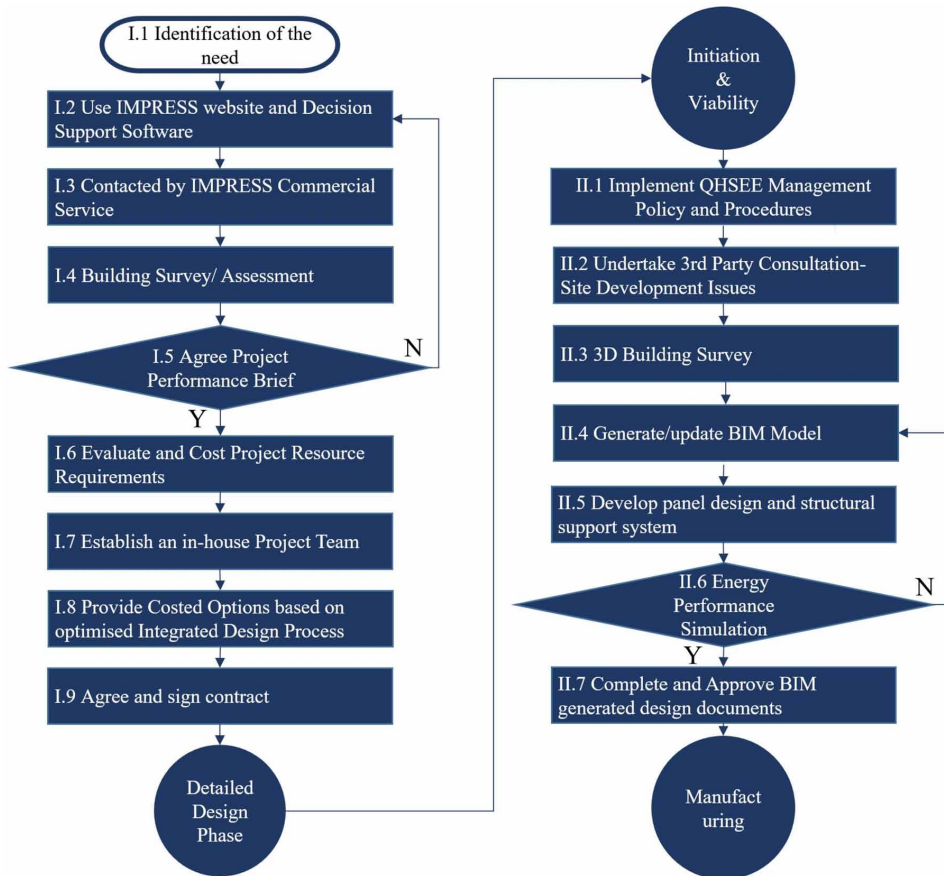 I.1 Identification of the
need
I.2 Use IMPRESS website and Decision
Support Software
I.3 Contacted by IMPRESS Commercial
Service
I.4 Building Survey/ Assessment
I.5 Agree Project
Performance Brief
N
Y
I.6 Evaluate and Cost Project Resource
Requirements
I.7 Establish an in-house Project Team
I.8 Provide Costed Options based on
optimised Integrated Design Process
I.9 Agree and sign contract
Detailed
Design
Phase
Initiation
&
Viability
II.1 Implement QHSEE Management
Policy and Procedures
II.2 Undertake 3rd Party Consultation-
Site Development Issues
II.3 3D Building Survey
II.4 Generate/update BIM Model
II.5 Develop panel design and structural
support system
II.6 Energy
Performance
Simulation
N
Y
II.7 Complete and Approve BIM
generated design documents
Manufact
uring